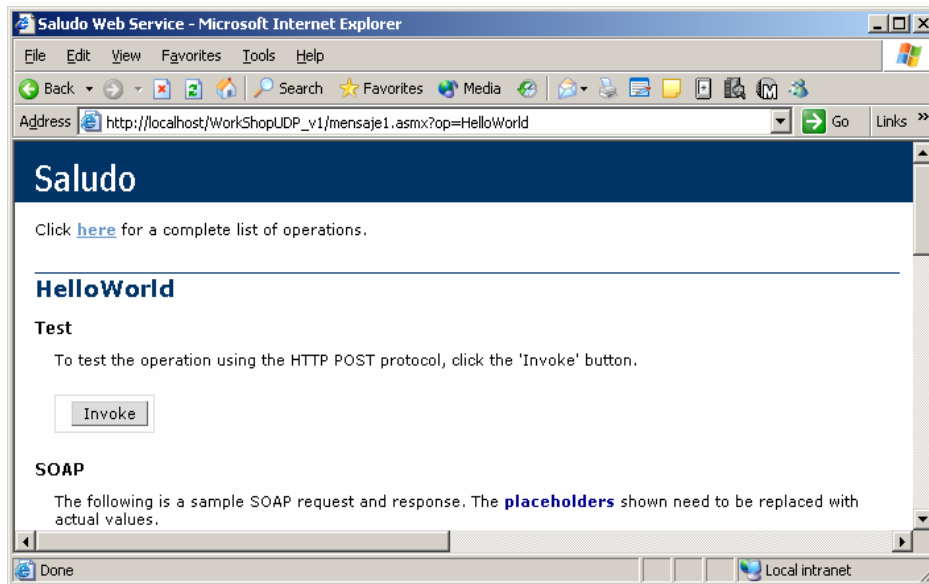 Saludo Web Service - Microsoft Internet Explorer
File Edit View Favorites Tools Help
Back Search Favorites Media
Address http://localhost/WorkShopUDP_v1/mensaje1.asmx?op=HelloWorld Go Links »
Saludo
Click here for a complete list of operations.
HelloWorld
Test
To test the operation using the HTTP POST protocol, click the 'Invoke' button.
Invoke
SOAP
The following is a sample SOAP request and response. The placeholders shown need to be replaced with
actual values.
Done Local intranet